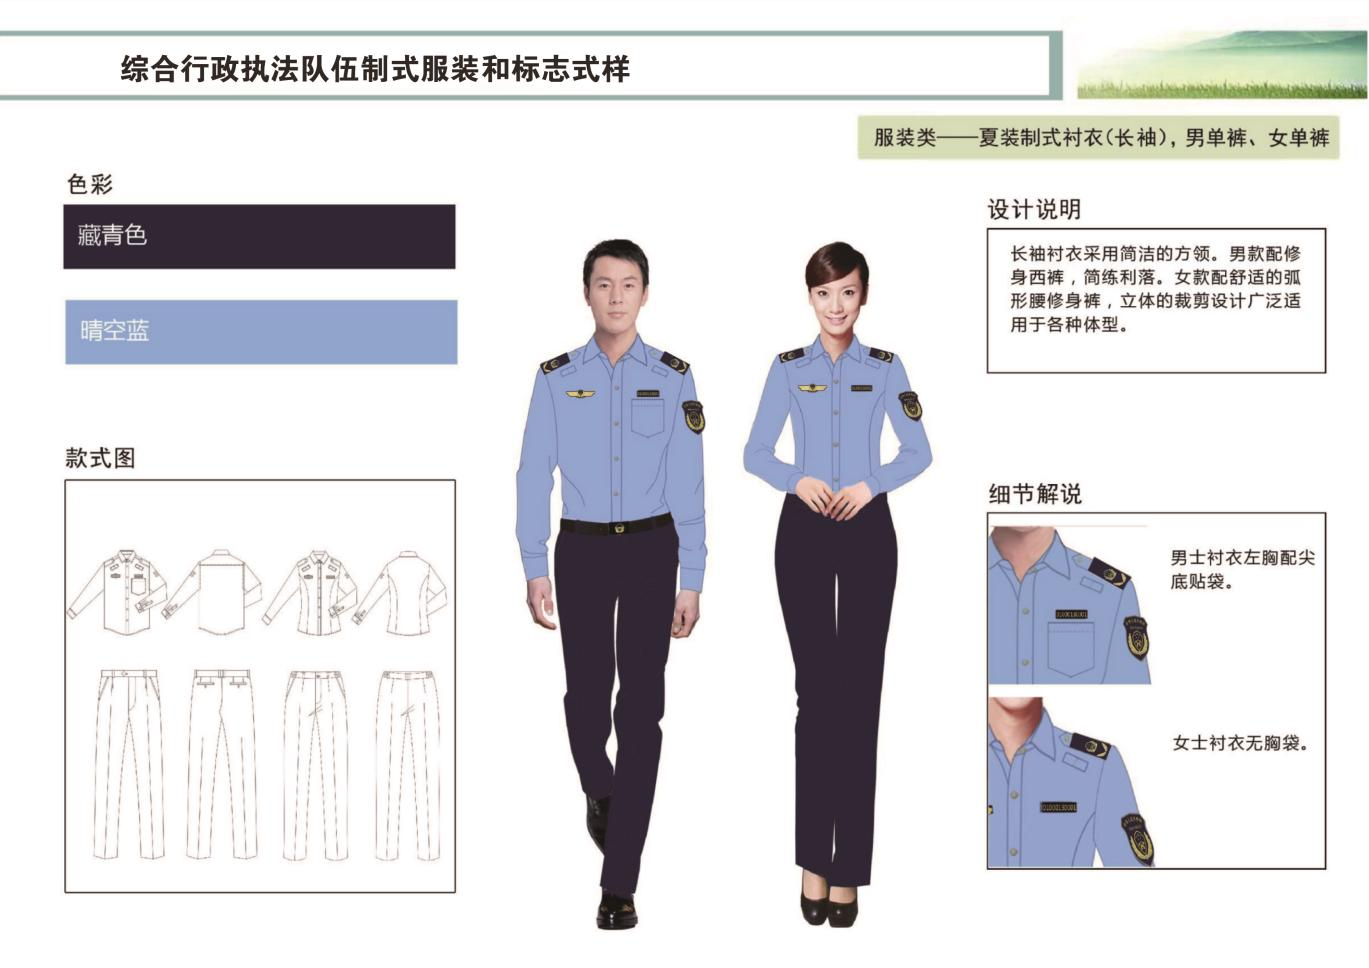 综合行政执法队伍制式服装和标志式样
服装类——夏装制式衬衣(长袖),男单裤、女单裤
色彩
藏青色
晴空蓝
款式图
设计说明
长袖衬衣采用简洁的方领。男款配修
身西裤，简练利落。女款配舒适的弧
形腰修身裤，立体的裁剪设计广泛适
用于各种体型。
细节解说
男士衬衣左胸配尖
底贴袋。
女士衬衣无胸袋。